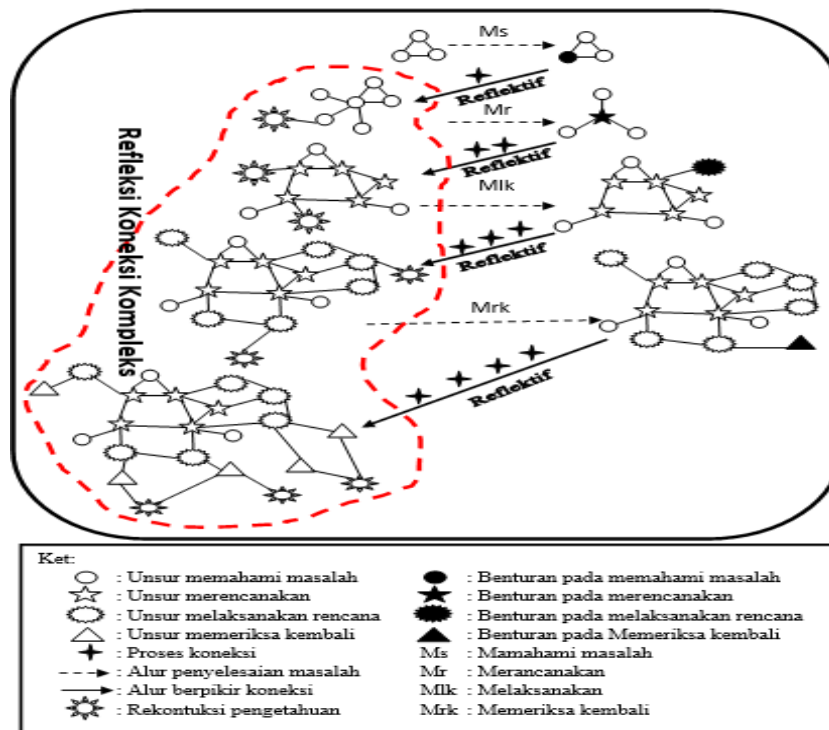 Ms
Reflektif
Mr
Reflektif
Mlk
Reflektif
Mrk
Reflektif
Refleksi Koneksi Kompleks
Ket:
: Unsur memahami masalah
: Unsur merencanakan
: Unsur melaksanakan rencana
: Unsur memeriksa kembali
: Proses koneksi
: Alur penyelesaian masalah
: Alur berpikir koneksi
: Rekontuksi pengetahuan
: Benturan pada memahami masalah
: Benturan pada merencanakan
: Benturan pada melaksanakan rencana
: Benturan pada Memeriksa kembali
Ms : Mamahami masalah
Mr : Merancanakan
Mlk : Melaksanakan
Mrk : Memeriksa kembali